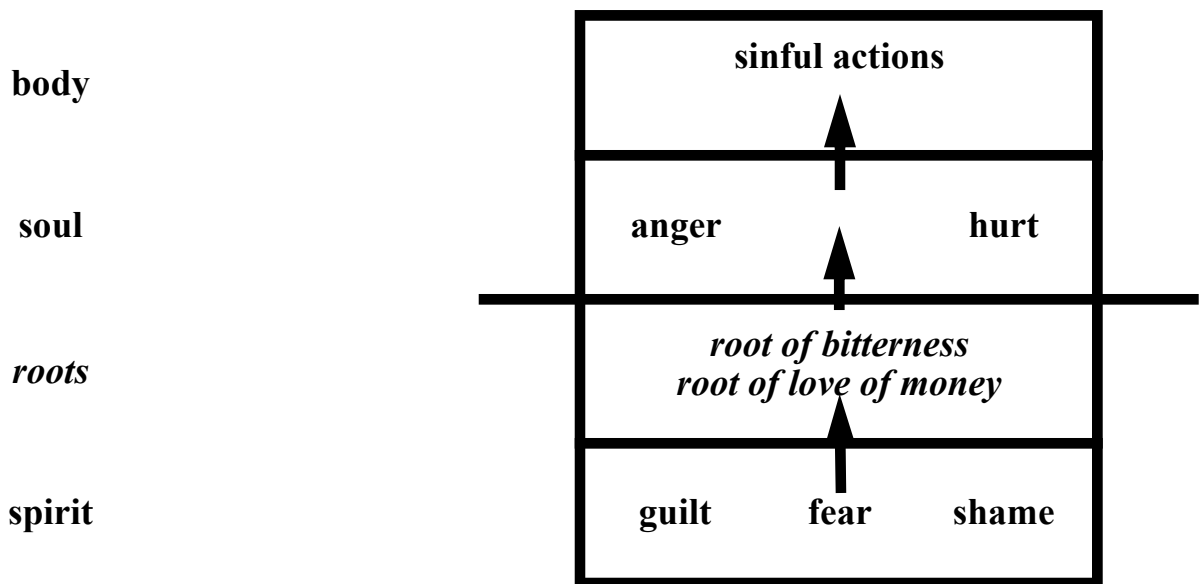 body
sinful actions
soul
anger hurt
roots
root of bitterness
root of love of money
spirit
guilt fear shame